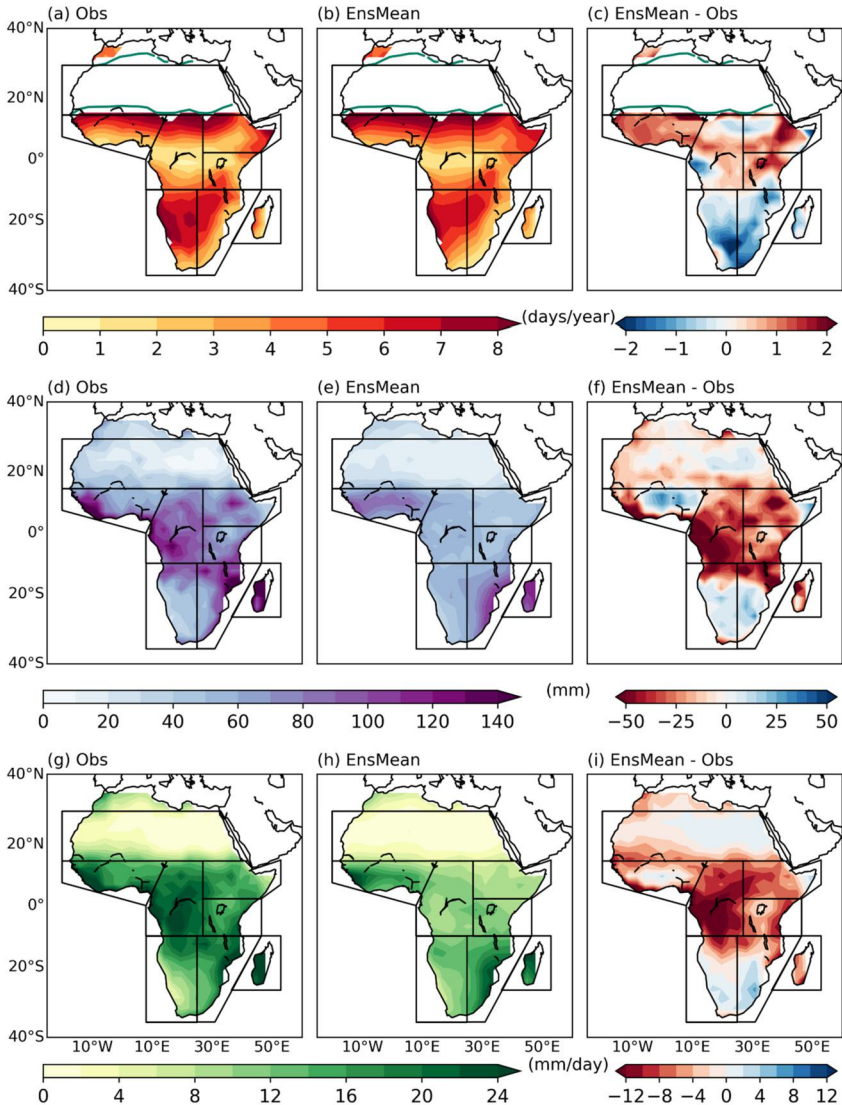 (a) Obs (b) EnsMean (c) EnsMean - Obs
40°N
20°N
0°
20°S
40°S
(days/year)
0 1 2 3 4 5 6 7 8 −2 −1 0 1 2
(d) Obs (e) EnsMean (f) EnsMean - Obs
40°N
20°N
0°
20°S
40°S
(mm)
0 20 40 60 80 100 120 140 −50 −25 0 25 50
(g) Obs (h) EnsMean (i) EnsMean - Obs
40°N
20°N
0°
20°S
40°S
10°W 10°E 30°E 50°E 10°W 10°E 30°E 50°E 10°W 10°E 30°E 50°E
(mm/day)
0 4 8 12 16 20 24 −12 −8 −4 0 4 8 12